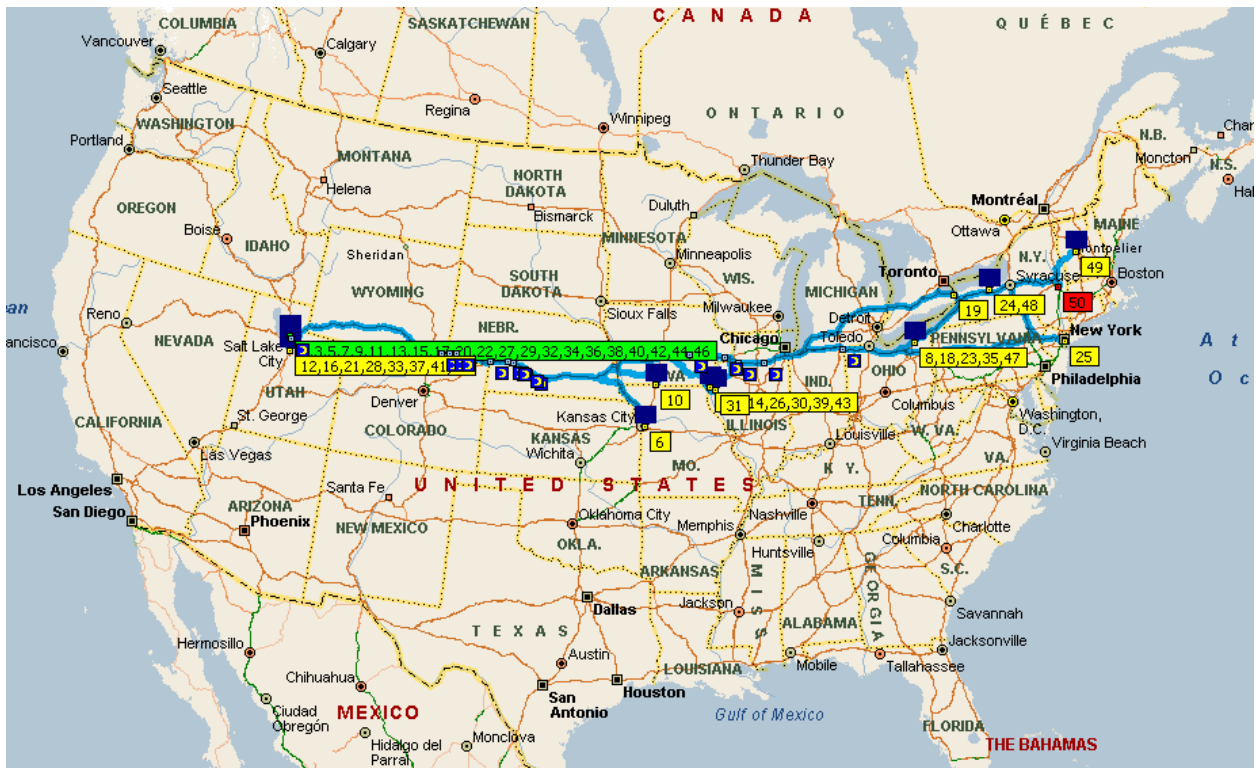 COLUMBIA
SASKATCHEWAN
CANADA
QUÉBEC
Vancouver
Calgary
Seattle
Regina
ONTARIO
WASHINGTON
Winnipeg
N.B.
Portland
MONTANA
Thunder Bay
Moncton
N.S.
Helena
NORTH
DAKOTA
Duluth
Montréal
OREGON
Bismarck
Ottawa
MAINE
Boise
IDAHO
MINNESOTA
Minneapolis
N.Y.
Sheridan
SOUTH
DAKOTA
WIS.
Toronto
Syracuse
49
Boston
WYOMING
MICHIGAN
19
24,48
50
Reno
Sioux Falls
Milwaukee
Detroit
NEVADA
NEBR.
Chicago
Toledo
PENNSYLVANIA
New York
Salt Lake
City
3,5,7,9,11,13,15,17,20,22,27,29,32,34,36,38,40,42,44,46
12,16,21,28,33,37,41
8,18,23,35,47
25
UTAH
Denver
10
31
14,26,30,39,43
IND.
OHIO
Philadelphia
St. George
Kansas City
Columbus
Washington,
D.C.
CALIFORNIA
COLORADO
KANSAS
6
ILLINOIS
Louisville
W. VA.
Las Vegas
Wichita
MO.
KY.
VA.
Virginia Beach
Los Angeles
Santa Fe
UNITED STATES
NORTH CAROLINA
San Diego
ARIZONA
Phoenix
NEW MEXICO
Oklahoma City
Memphis
Nashville
TENN.
Charlotte
OKLA.
Huntsville
Columbia
ARKANSAS
S.C.
Dallas
Jackson
MISS
GEORGIA
Savannah
Hermosillo
TEXAS
ALABAMA
Jacksonville
Austin
LOUISIANA
Mobile
Tallahassee
Chihuahua
San
Antonio
Houston
Ciudad
Obregón
MEXICO
Gulf of Mexico
FLORIDA
Hidalgo del
Parral
Monclova
THE BAHAMAS